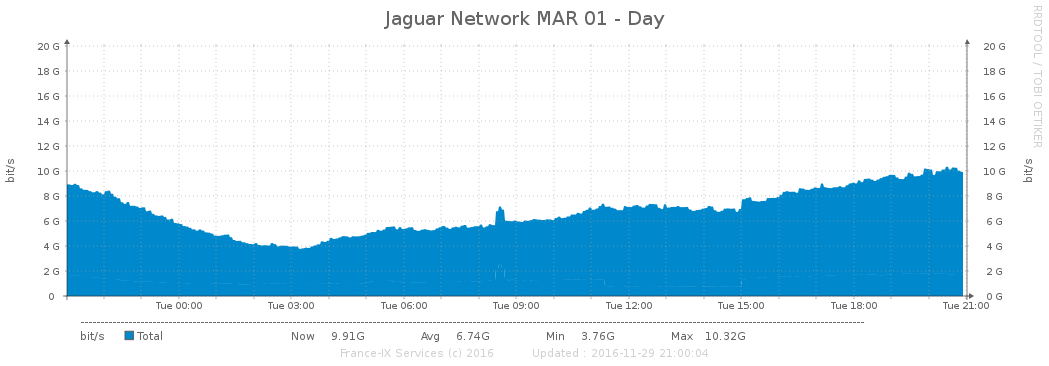 Jaguar Network MAR 01 - Day
RRDTOOL / TOBI OETIKER
bit/s
bit/s
20 G 20 G
18 G 18 G
16 G 16 G
14 G 14 G
12 G 12 G
10 G 10 G
8 G 8 G
6 G 6 G
4 G 4 G
2 G 2 G
0 0 G
Tue 00:00 Tue 03:00 Tue 06:00 Tue 09:00 Tue 12:00 Tue 15:00 Tue 18:00 Tue 21:00
bit/s Total Now 9.91G Avg 6.74G Min 3.76G Max 10.32G
France-IX Services (c) 2016 Updated : 2016-11-29 21:00:04